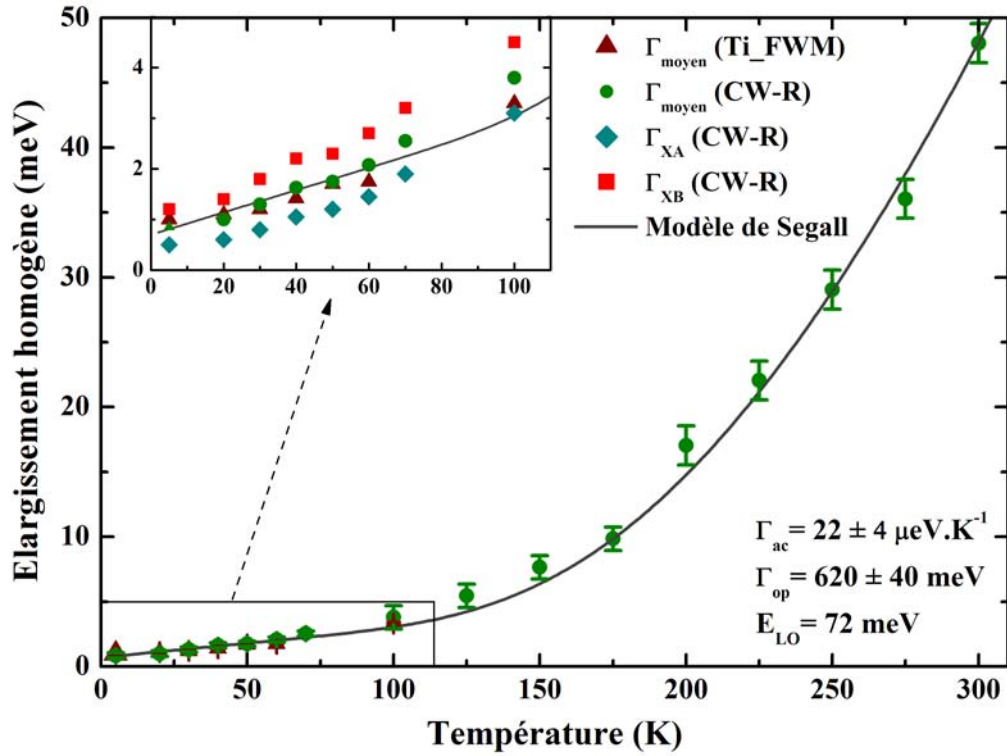 50
40
30
20
10
0
Elargissement homogène (meV)
4
2
0
0 20 40 60 80 100
Γmoyen (Ti_FWM)
Γmoyen (CW-R)
ΓXA (CW-R)
ΓXB (CW-R)
Modèle de Segall
Γac= 22 ± 4 μeV.K-1
Γop= 620 ± 40 meV
ELO= 72 meV
0 50 100 150 200 250 300
Température (K)